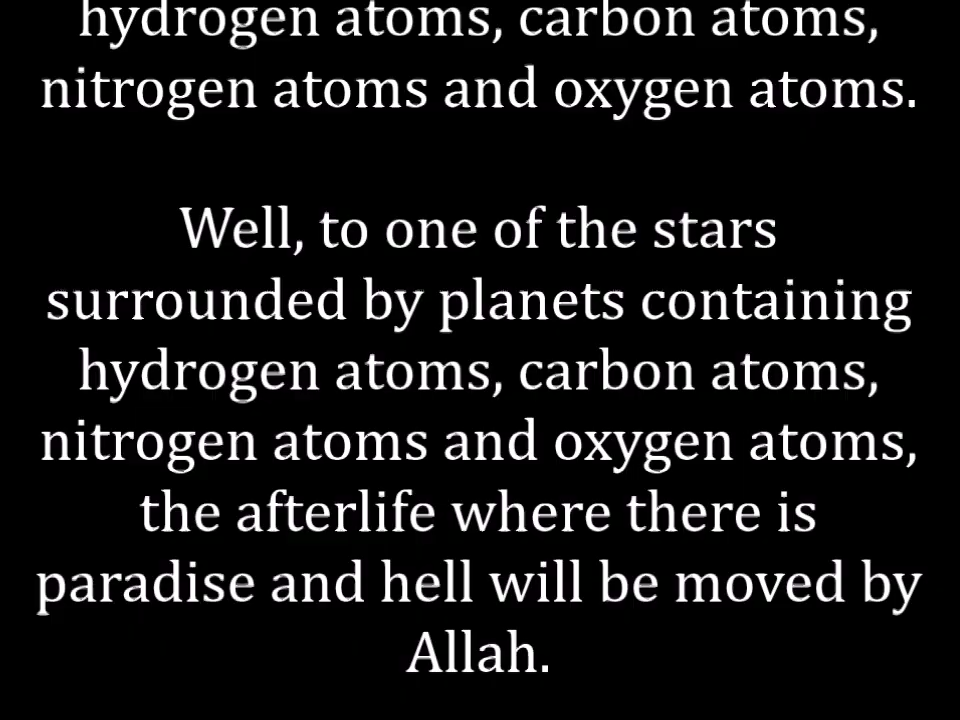 hydrogen atoms, carbon atoms,
nitrogen atoms and oxygen atoms.
Well, to one of the stars
surrounded by planets containing
hydrogen atoms, carbon atoms,
nitrogen atoms and oxygen atoms,
the afterlife where there is
paradise and hell will be moved by
Allah.